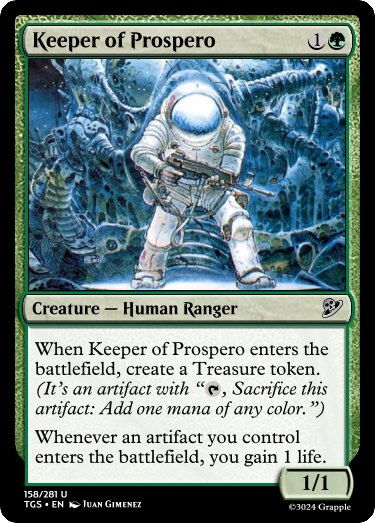 Keeper of Prospero 1
Creature — Human Ranger
When Keeper of Prospero enters the
battlefield, create a Treasure token.
(It's an artifact with “, Sacrifice this
artifact: Add one mana of any color.”)
Whenever an artifact you control
enters the battlefield, you gain 1 life.
1/1
158/281 U
TGS • EN Juan Gimenez
©3024 Grapple